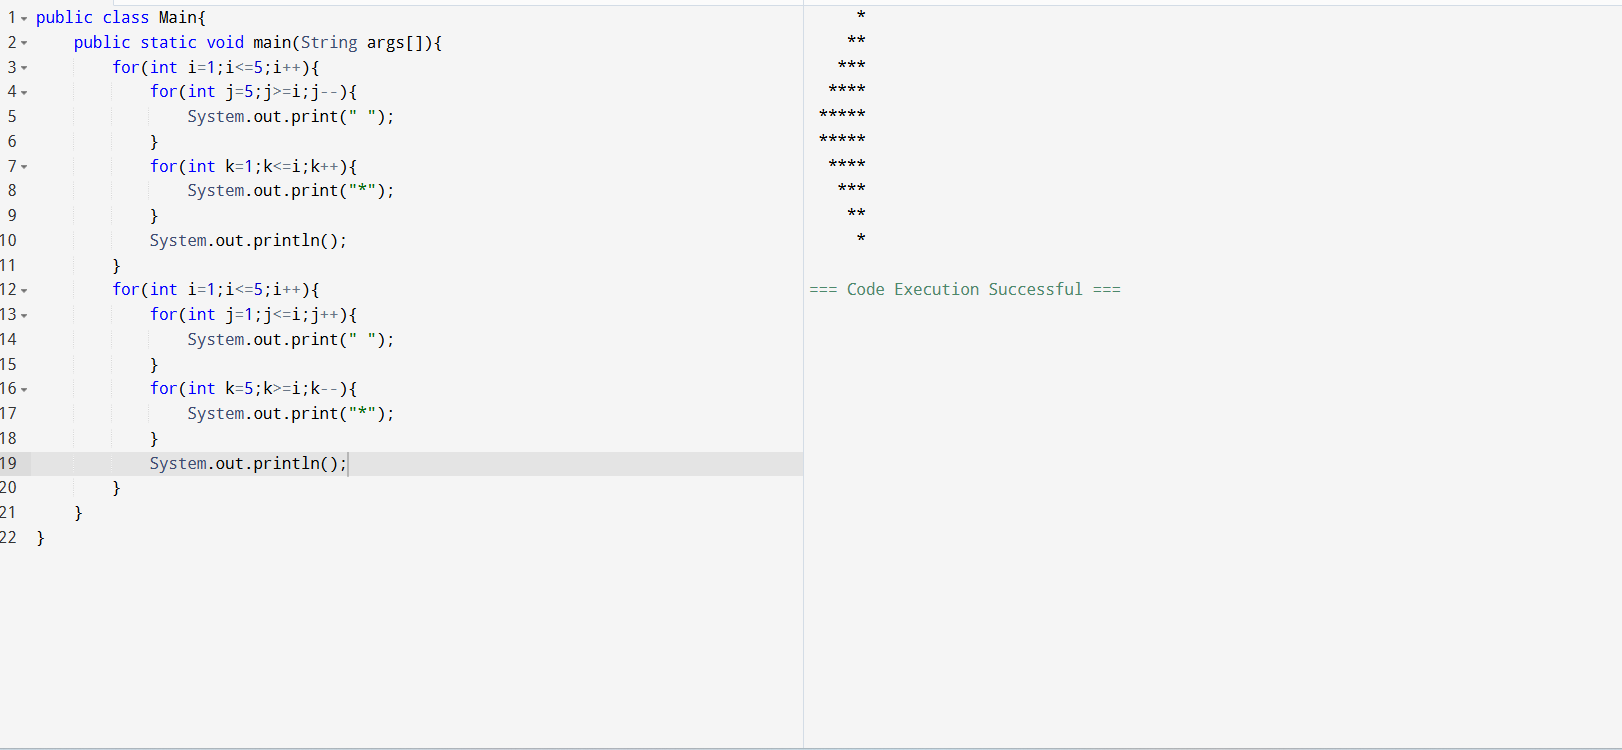 1 public class Main{
2     public static void main(String args[]){
3         for(int i=1;i<=5;i++){
4             for(int j=5;j>=i;j--){
5                 System.out.print(" ");
6             }
7             for(int k=1;k<=i;k++){
8                 System.out.print("*");
9             }
10             System.out.println();
11         }
12         for(int i=1;i<=5;i++){
13             for(int j=1;j<=i;j++){
14                 System.out.print(" ");
15             }
16             for(int k=5;k>=i;k--){
17                 System.out.print("*");
18             }
19             System.out.println();
20         }
21     }
22 }
     *
    **
   ***
  ****
 *****
 *****
  ****
   ***
    **
     *
=== Code Execution Successful ===